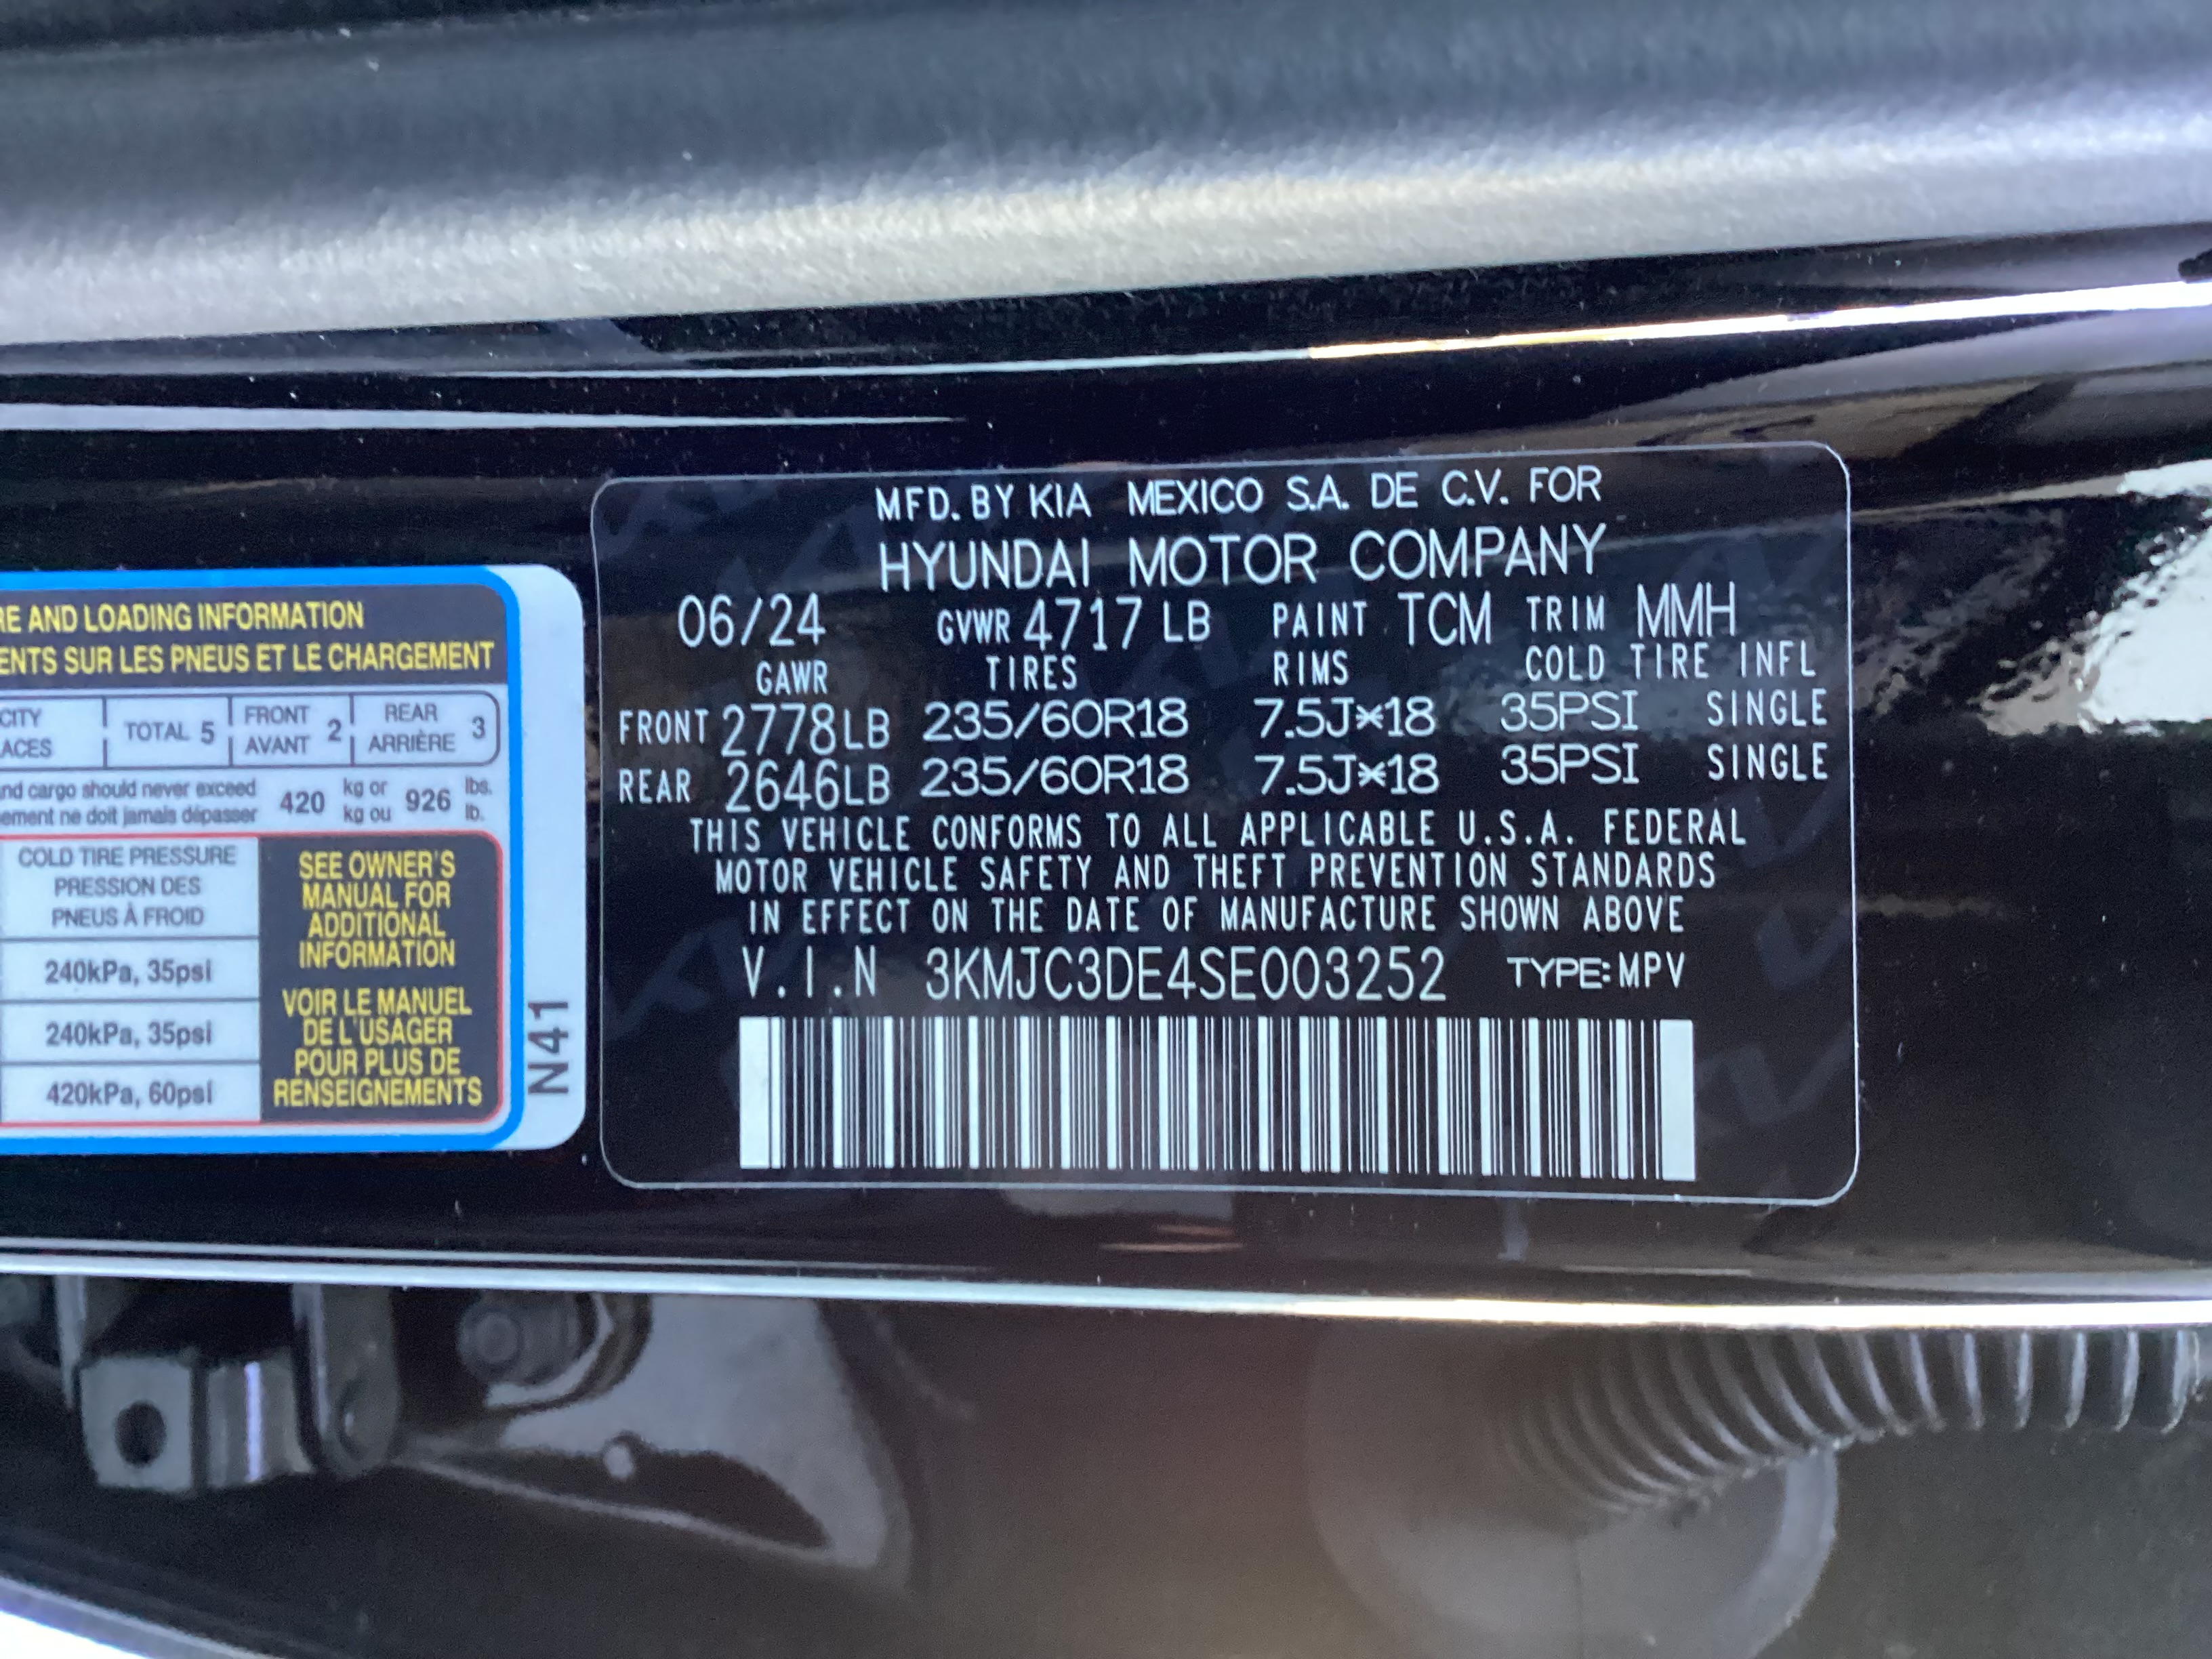 RE AND LOADING INFORMATION
ENTS SUR LES PNEUS ET LE CHARGEMENT
CITY TOTAL 5 FRONT 2 REAR 3
ACES AVANT ARRIÈRE
nd cargo should never exceed 420 kg or 926 lbs.
ement ne doit jamais dépasser kg ou lb.
COLD TIRE PRESSURE
PRESSION DES
PNEUS À FROID
240kPa, 35psi
240kPa, 35psi
420kPa, 60psi
SEE OWNER'S
MANUAL FOR
ADDITIONAL
INFORMATION
VOIR LE MANUEL
DE L'USAGER
POUR PLUS DE
RENSEIGNEMENTS
N41
MFD. BY KIA MEXICO S.A. DE C.V. FOR
HYUNDAI MOTOR COMPANY
06/24 GVWR 4717 LB PAINT TCM TRIM MMH
GAWR TIRES RIMS COLD TIRE INFL
FRONT 2778LB 235/60R18 7.5J*18 35PSI SINGLE
REAR 2646LB 235/60R18 7.5J*18 35PSI SINGLE
THIS VEHICLE CONFORMS TO ALL APPLICABLE U.S.A. FEDERAL
MOTOR VEHICLE SAFETY AND THEFT PREVENTION STANDARDS
IN EFFECT ON THE DATE OF MANUFACTURE SHOWN ABOVE
V.I.N 3KMJC3DE4SE003252 TYPE:MPV